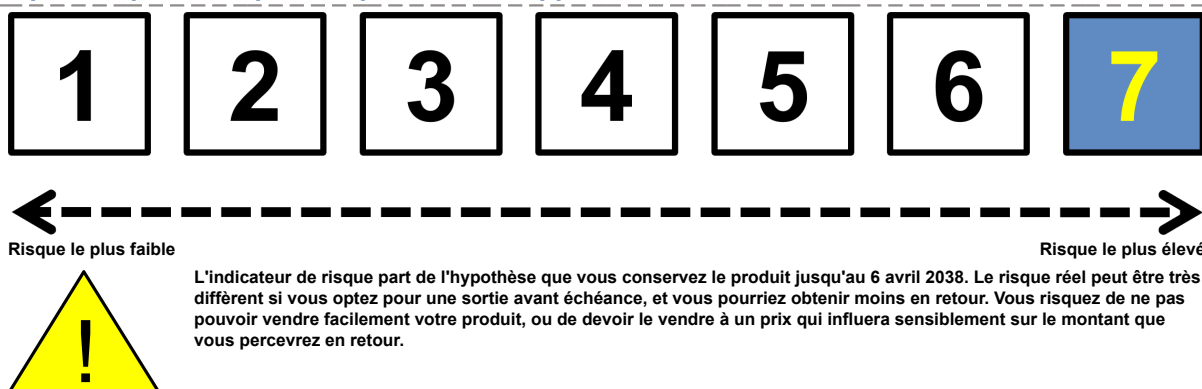 1 2 3 4 5 6 7
Risque le plus faible Risque le plus élevé
L'indicateur de risque part de l'hypothèse que vous conservez le produit jusqu'au 6 avril 2038. Le risque réel peut être très
diffèrent si vous optez pour une sortie avant échéance, et vous pourriez obtenir moins en retour. Vous risquez de ne pas
pouvoir vendre facilement votre produit, ou de devoir le vendre à un prix qui influera sensiblement sur le montant que
vous percevrez en retour.
!